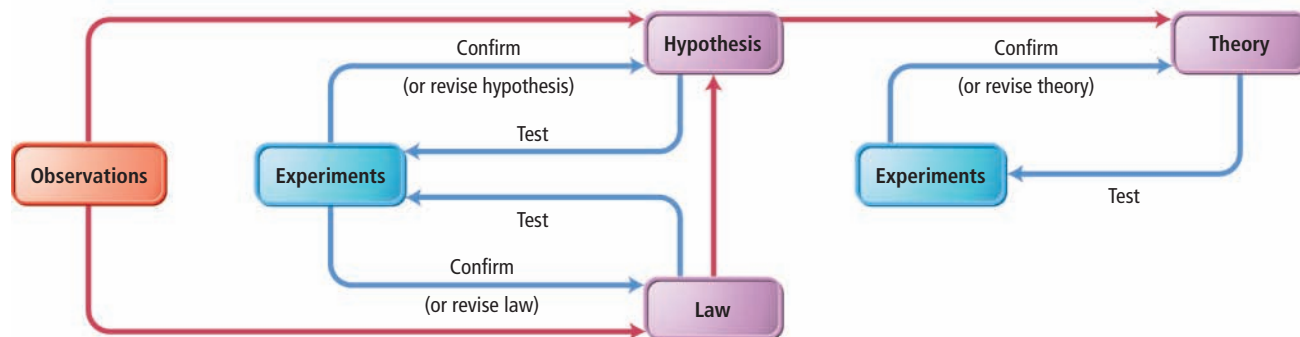 Hypothesis
Theory
Confirm
(or revise hypothesis)
Confirm
(or revise theory)
Test
Observations
Experiments
Experiments
Test
Test
Confirm
(or revise law)
Law